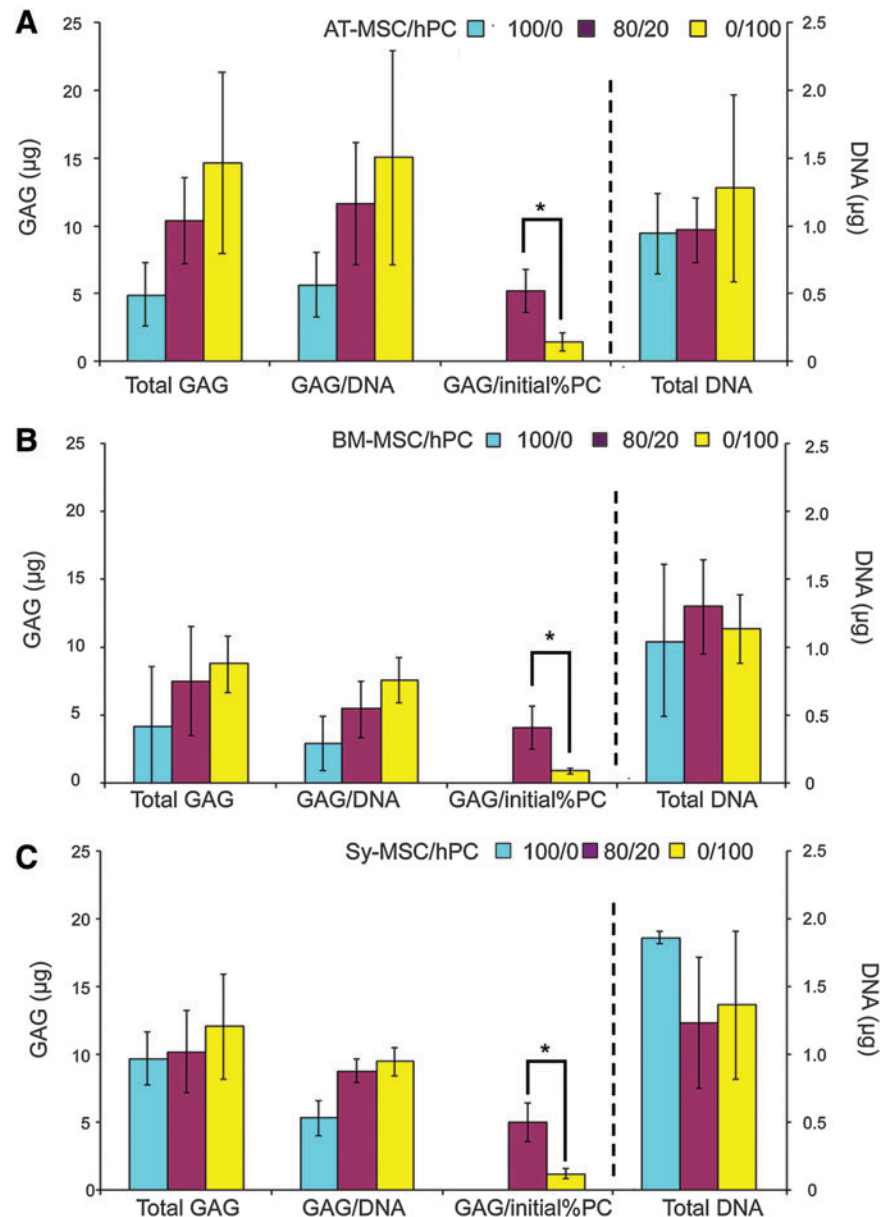 A
AT-MSC/hPC 100/0 80/20 0/100
25
20
15
10
5
0
GAG (µg)
2.5
2.0
1.5
1.0
0.5
0
DNA (µg)
*
Total GAG GAG/DNA GAG/initial%PC Total DNA
B
BM-MSC/hPC 100/0 80/20 0/100
25
20
15
10
5
0
GAG (µg)
2.5
2.0
1.5
1.0
0.5
0
DNA (µg)
*
Total GAG GAG/DNA GAG/initial%PC Total DNA
C
Sy-MSC/hPC 100/0 80/20 0/100
25
20
15
10
5
0
GAG (µg)
2.5
2.0
1.5
1.0
0.5
0
DNA (µg)
*
Total GAG GAG/DNA GAG/initial%PC Total DNA